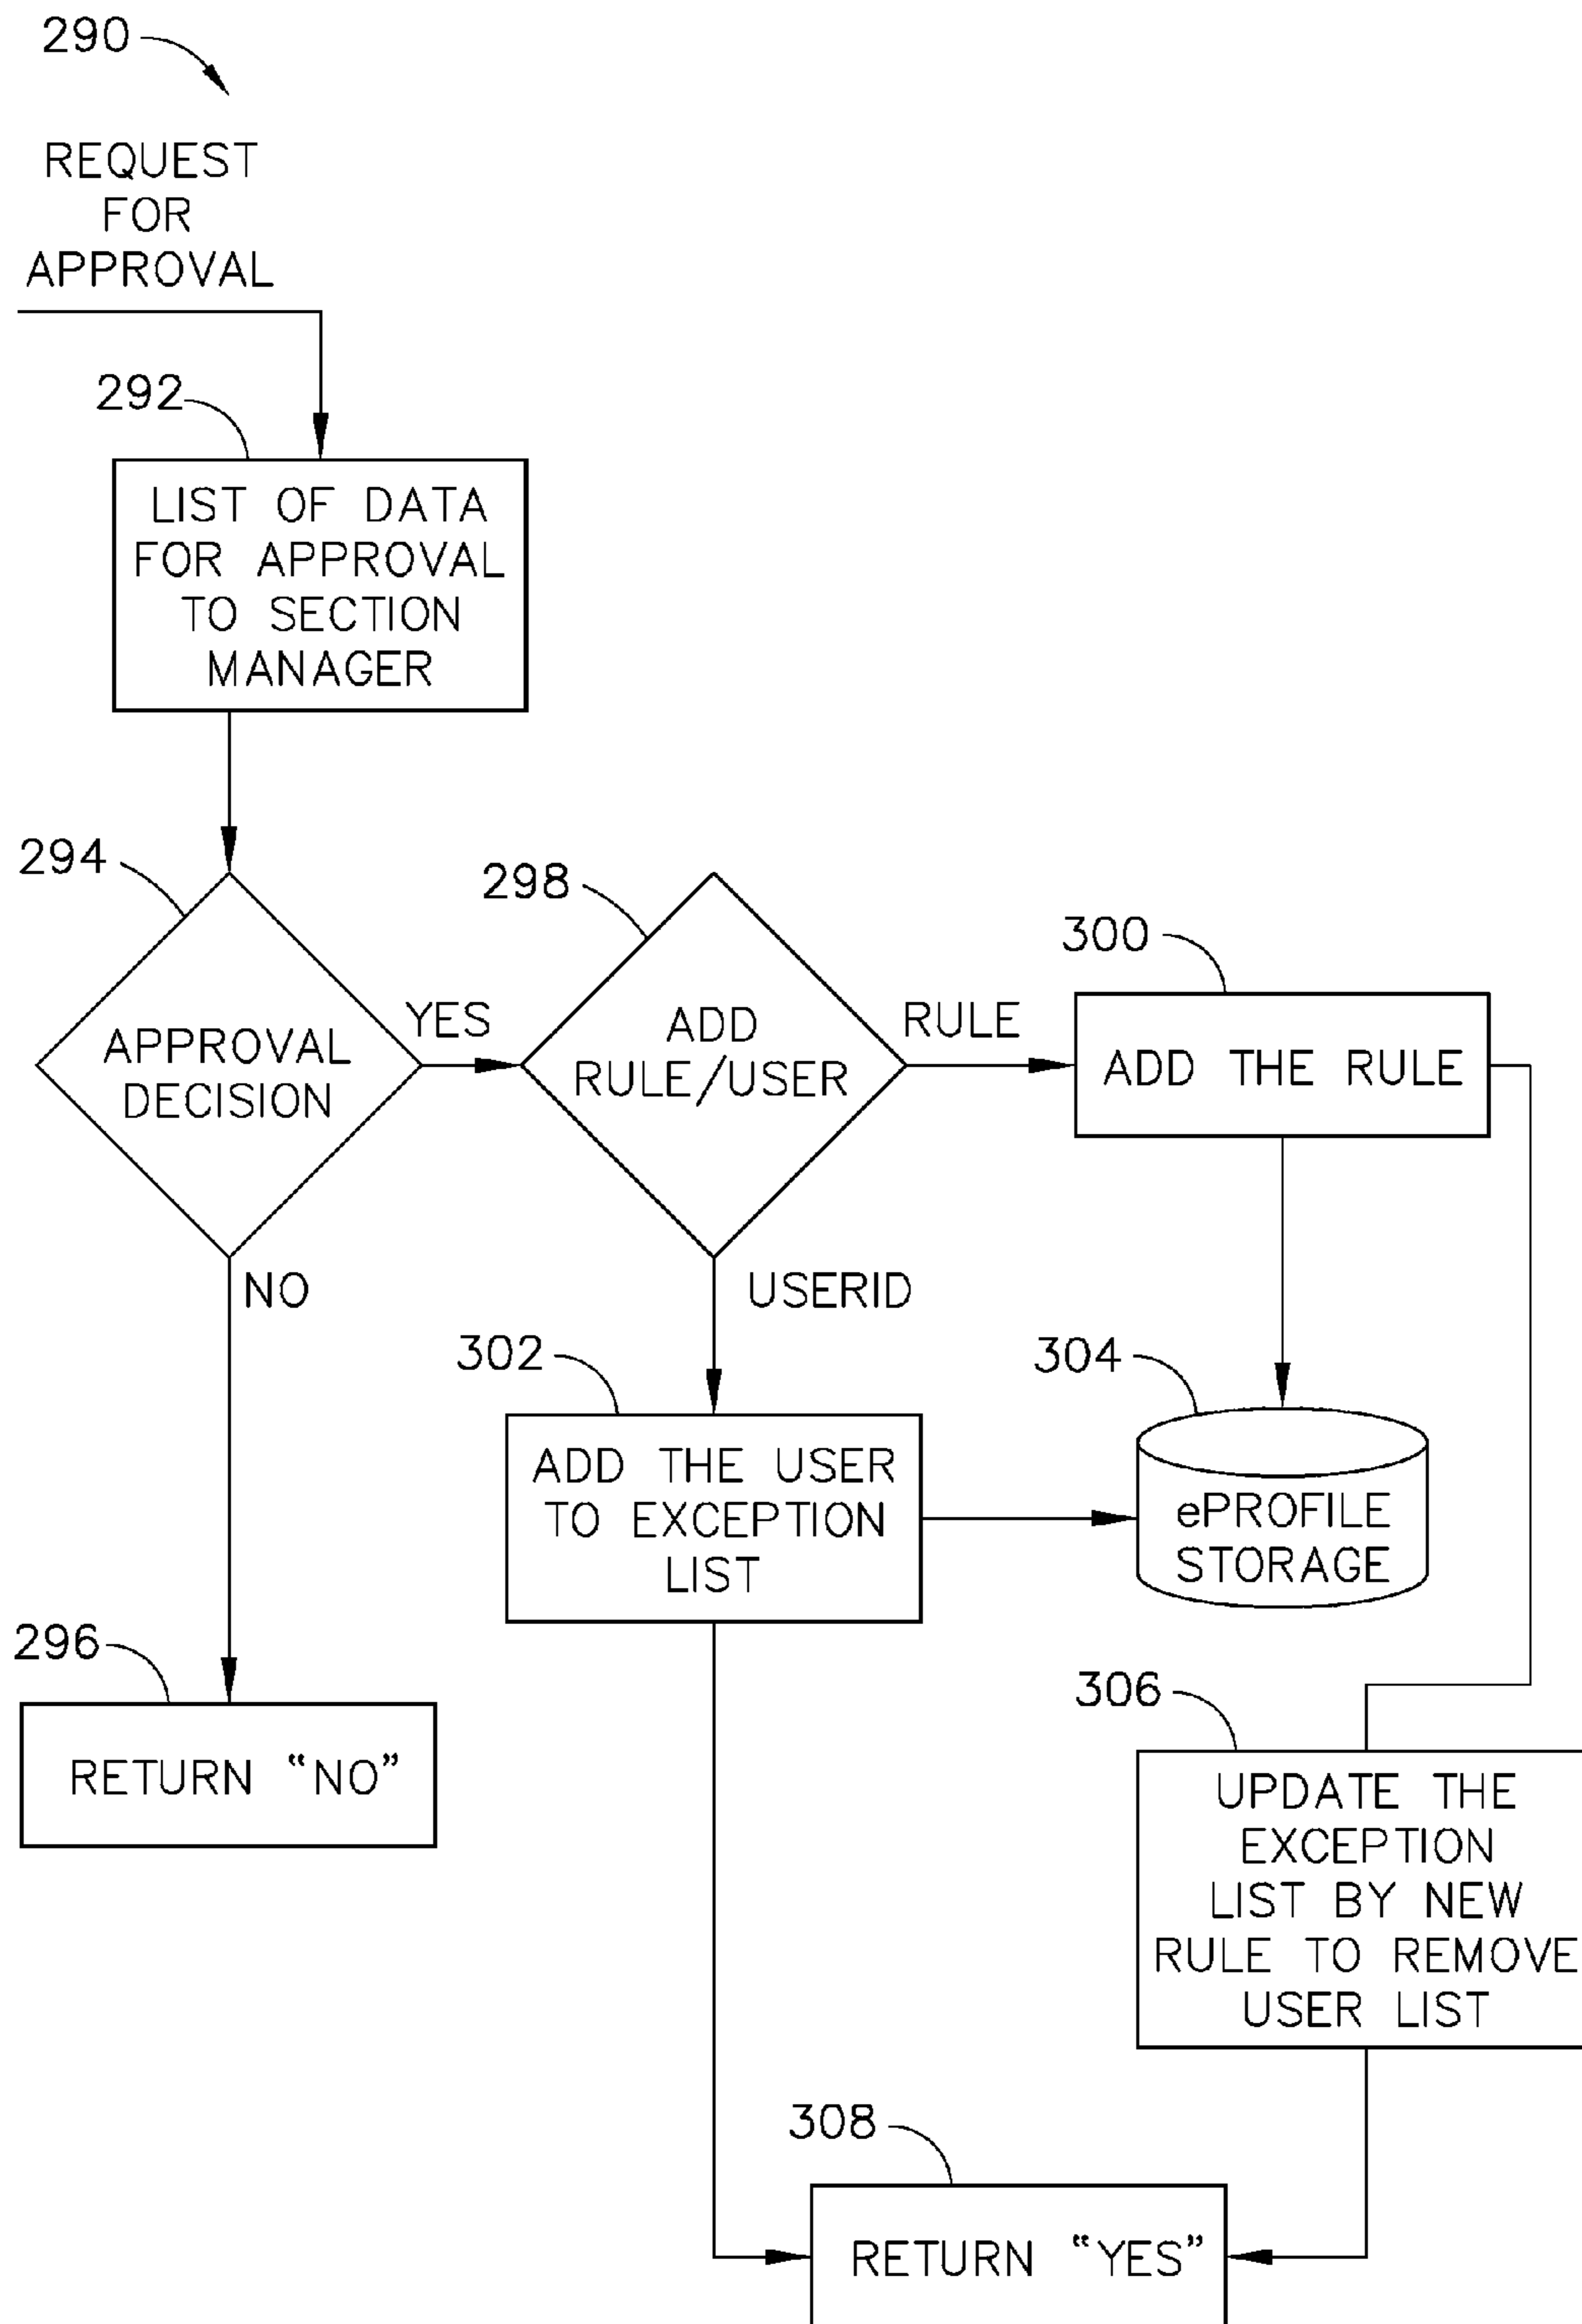 290
REQUEST
FOR
APPROVAL
292
LIST OF DATA
FOR APPROVAL
TO SECTION
MANAGER
294
APPROVAL
DECISION
YES
NO
298
ADD
RULE/USER
RULE
USERID
300
ADD THE RULE
302
ADD THE USER
TO EXCEPTION
LIST
304
ePROFILE
STORAGE
296
RETURN “NO”
306
UPDATE THE
EXCEPTION
LIST BY NEW
RULE TO REMOVE
USER LIST
308
RETURN “YES”